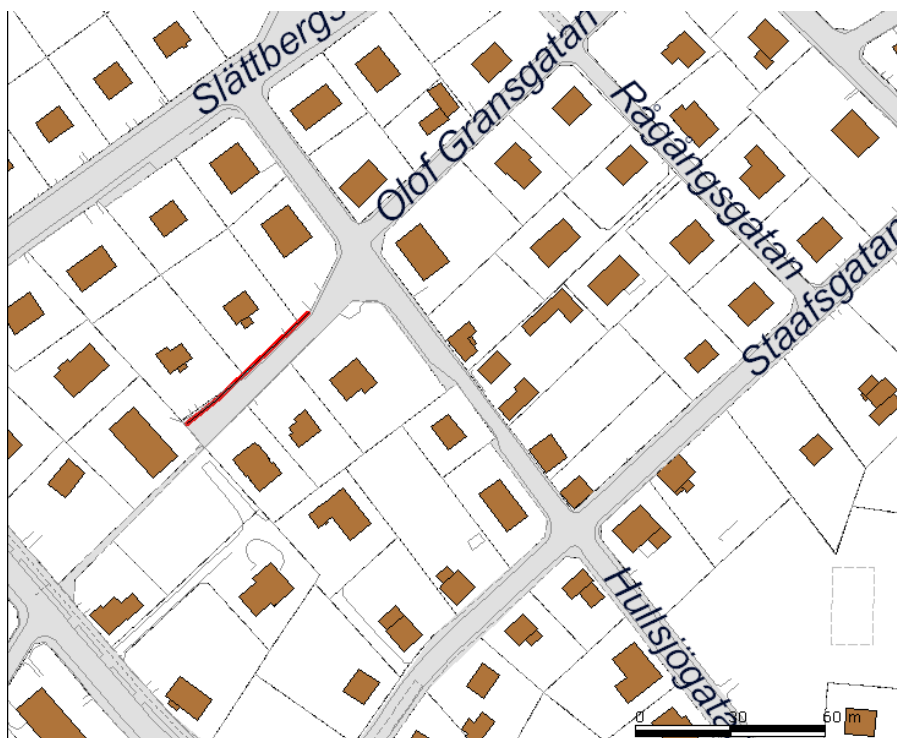 Slättbergs
Olof Gransgatan
Rågångsgatan
Staafsgatan
Hullsjögata
0 30 60 m